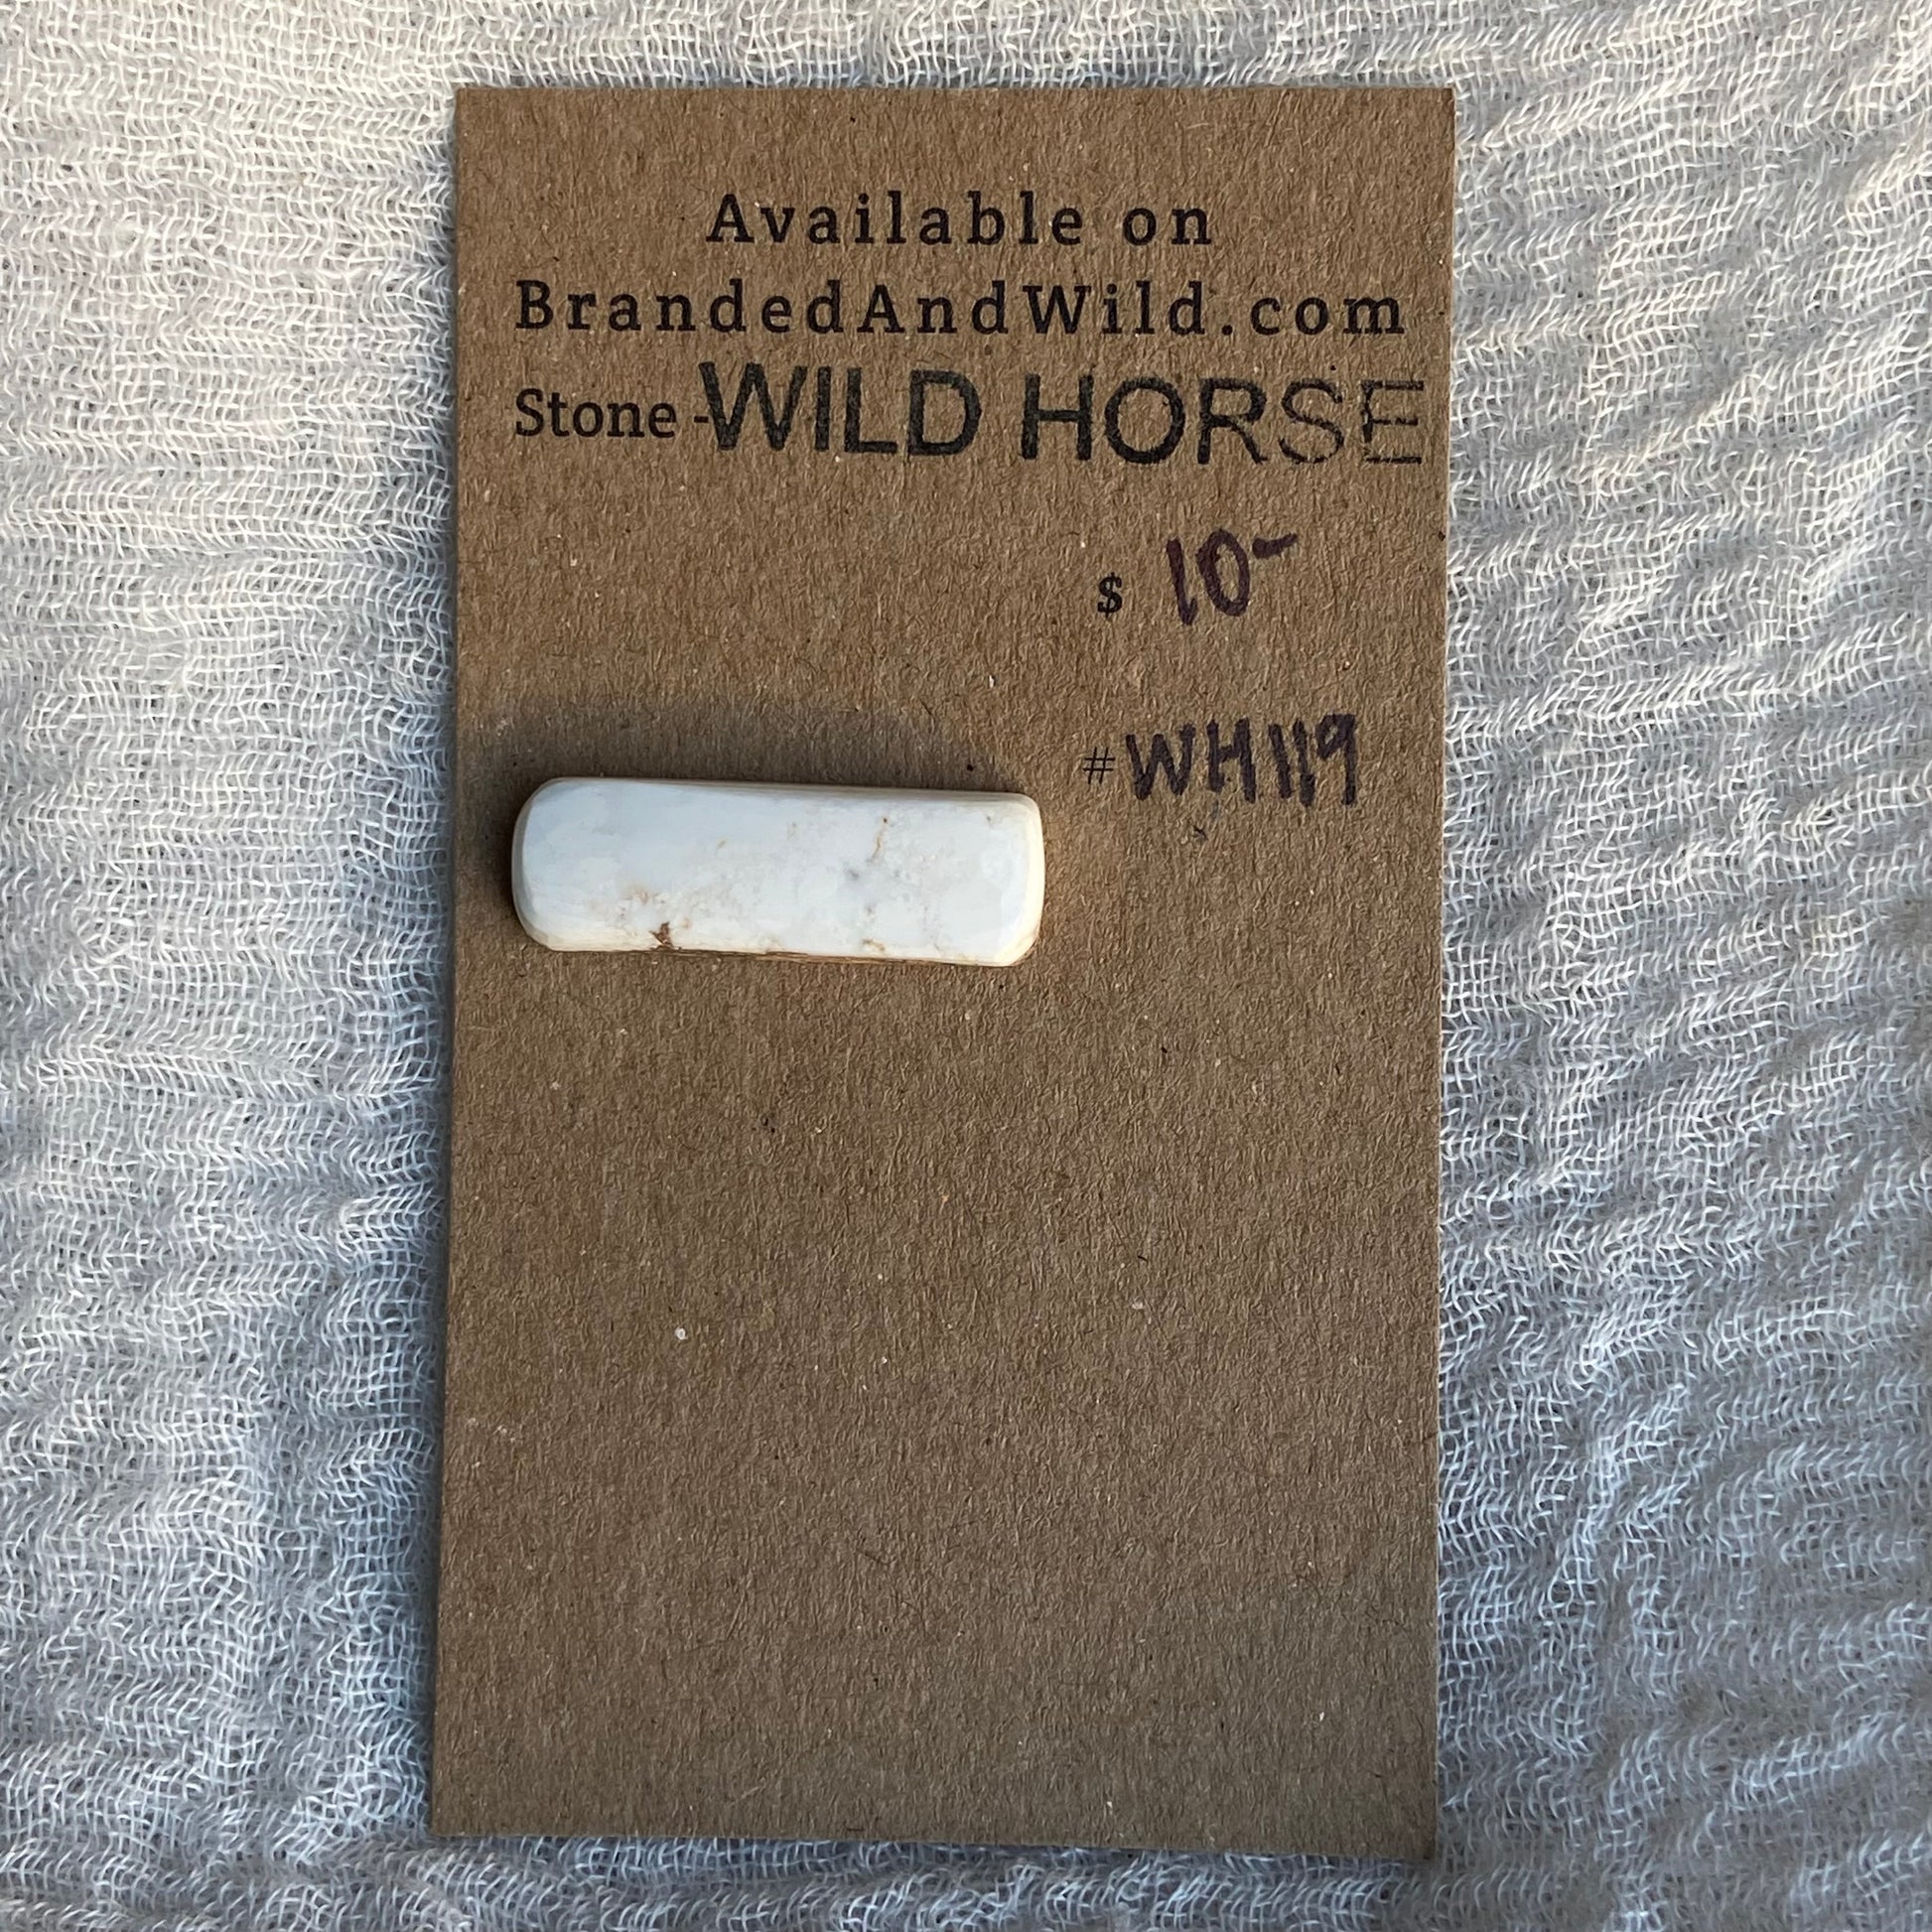 Available on
BrandedAndWild.com
Stone - WILD HORSE
$ 10-
# WH119